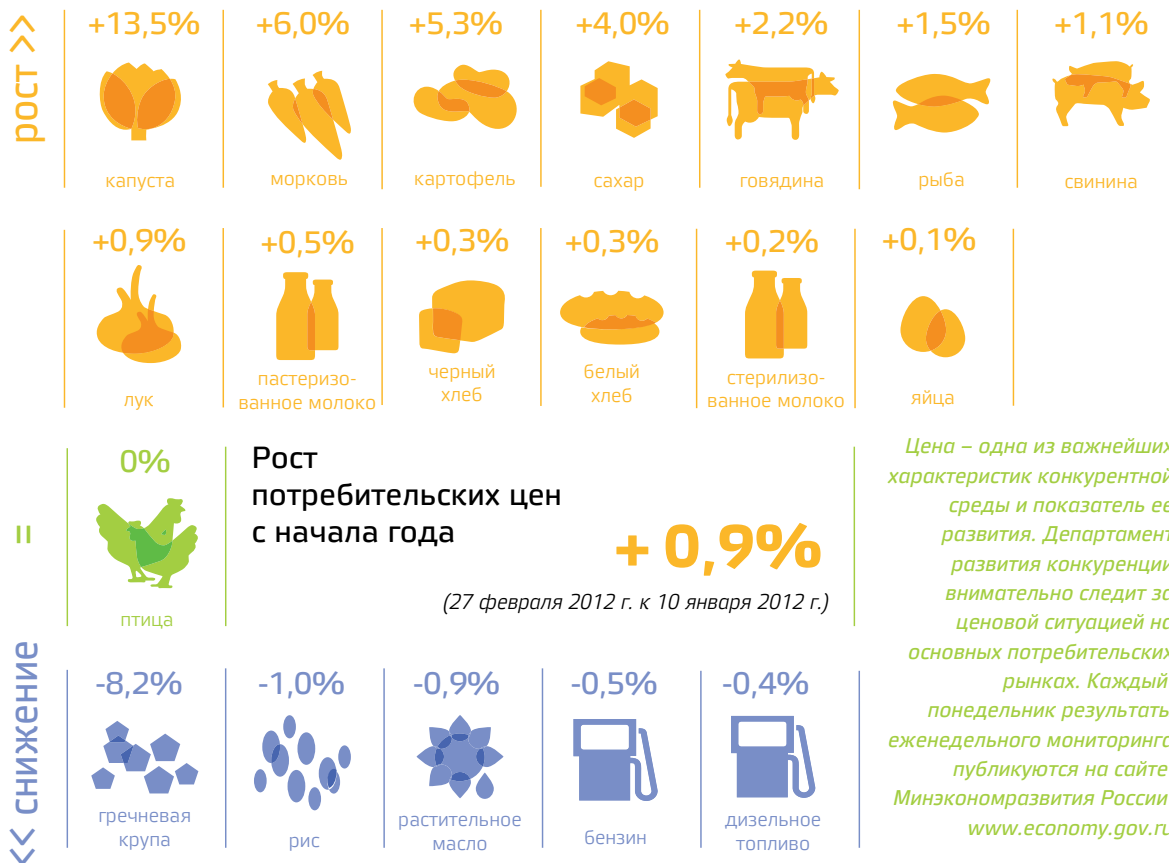 рост >>
+13,5%
капуста
+6,0%
морковь
+5,3%
картофель
+4,0%
сахар
+2,2%
говядина
+1,5%
рыба
+1,1%
свинина
+0,9%
лук
+0,5%
пастеризо-
ванное молоко
+0,3%
черный
хлеб
+0,3%
белый
хлеб
+0,2%
стерилизо-
ванное молоко
+0,1%
яйца
=
0%
птица
Рост
потребительских цен
с начала года
+ 0,9%
(27 февраля 2012 г. к 10 января 2012 г.)
Цена – одна из важнейших
характеристик конкурентной
среды и показатель ее
развития. Департамент
развития конкуренции
внимательно следит за
ценовой ситуацией на
основных потребительских
рынках. Каждый
понедельник результаты
еженедельного мониторинга
публикуются на сайте
Минэкономразвития России
www.economy.gov.ru
<< снижение
-8,2%
гречневая
крупа
-1,0%
рис
-0,9%
растительное
масло
-0,5%
бензин
-0,4%
дизельное
топливо